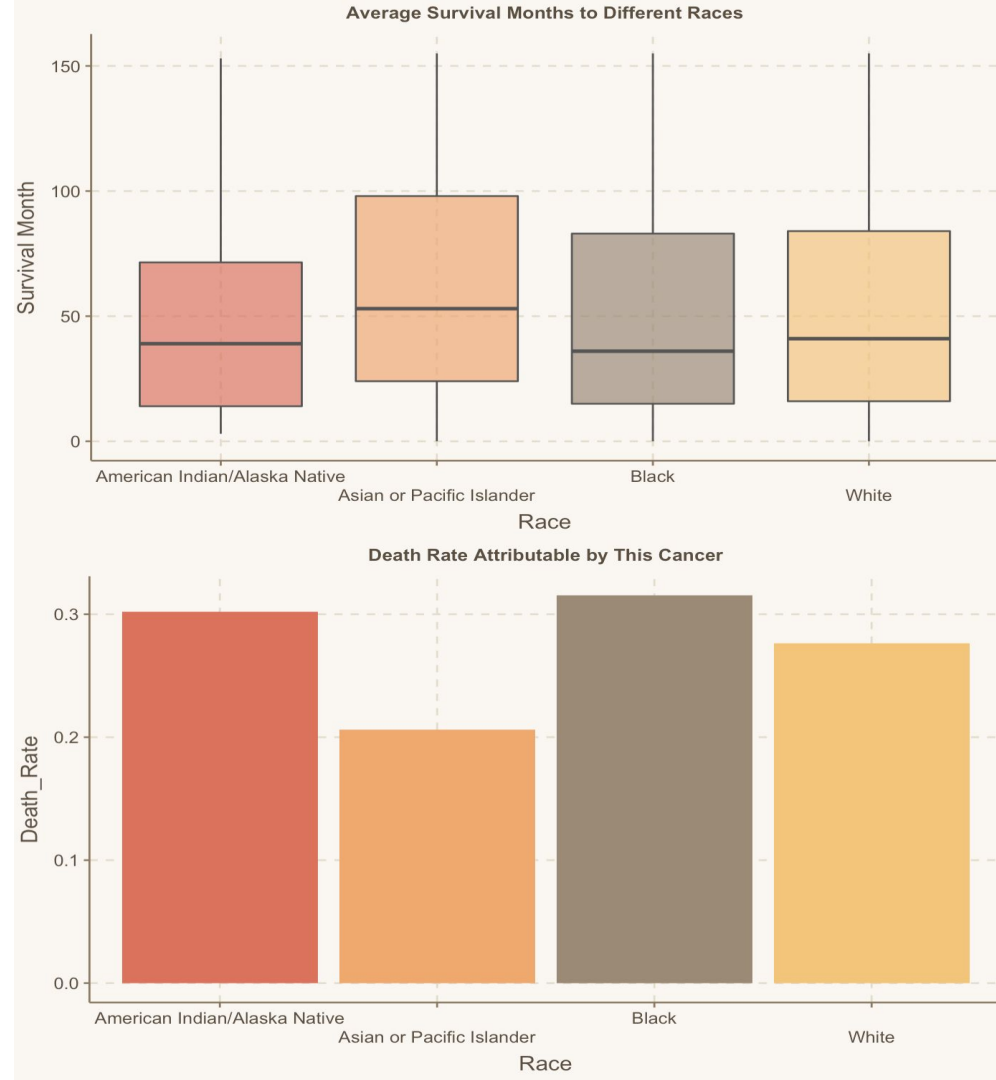 Average Survival Months to Different Races
Survival Month
150
100
50
0
American Indian/Alaska Native
Asian or Pacific Islander
Black
White
Race
Death Rate Attributable by This Cancer
Death_Rate
0.3
0.2
0.1
0.0
American Indian/Alaska Native
Asian or Pacific Islander
Black
White
Race